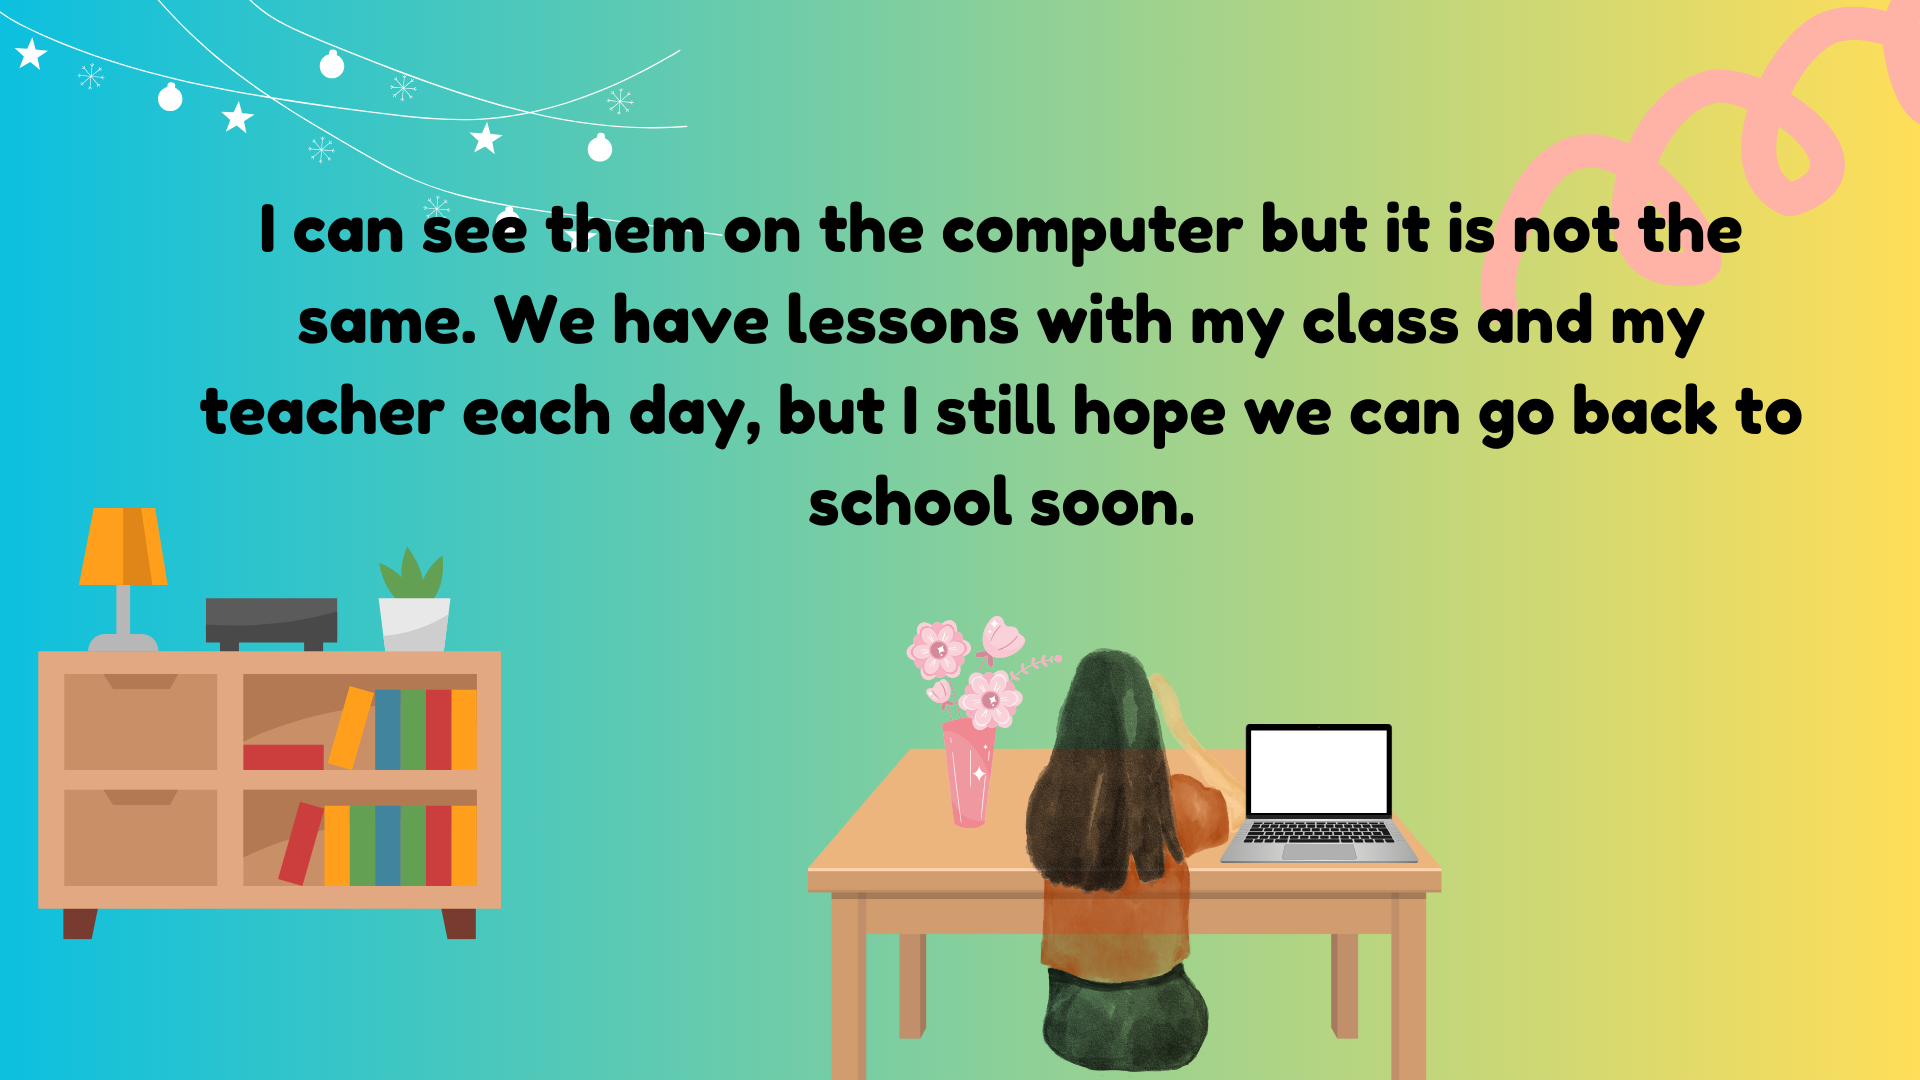 I can see them on the computer but it is not the
same. We have lessons with my class and my
teacher each day, but I still hope we can go back to
school soon.